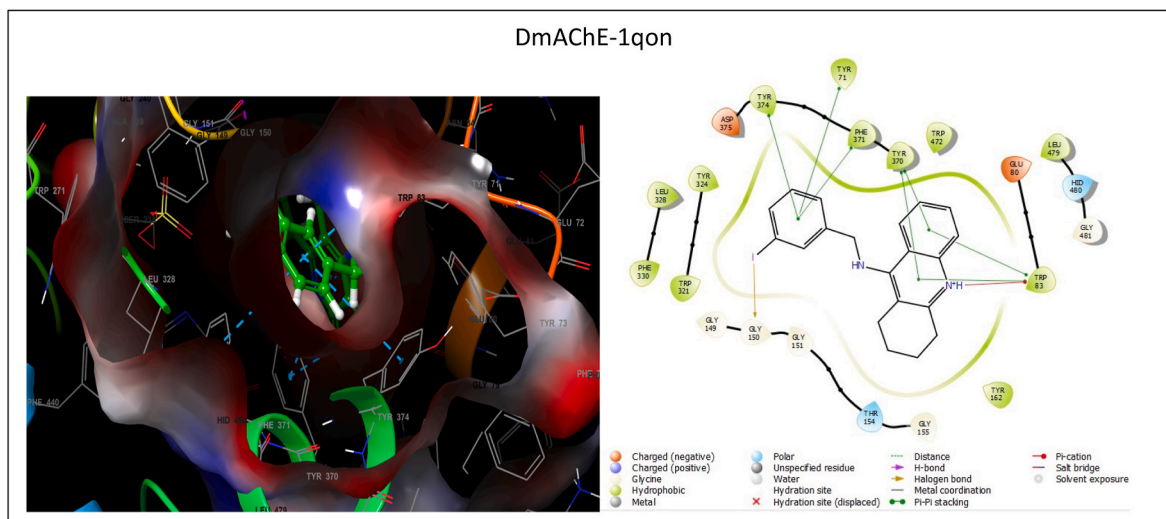 DmAChE-1qon
GLY 240
GLY 151
GLY 149
GLY 150
TRP 271
LEU 328
TRP 83
TYR 71
GLU 72
TYR 73
PHE 440
PHE 371
TYR 374
TYR 370
LEU 479
TYR
71
TYR
374
ASP
375
PHE
371
TYR
370
TRP
472
LEU
479
GLU
80
HID
480
GLY
481
LEU
328
TYR
324
PHE
330
TRP
321
TRP
83
I
HN
N+H
GLY
149
GLY
150
GLY
151
THR
154
GLY
155
TYR
162
Charged (negative)
Charged (positive)
Glycine
Hydrophobic
Metal
Polar
Unspecified residue
Water
Hydration site
Hydration site (displaced)
Distance
H-bond
Halogen bond
Metal coordination
Pi-Pi stacking
Pi-cation
Salt bridge
Solvent exposure